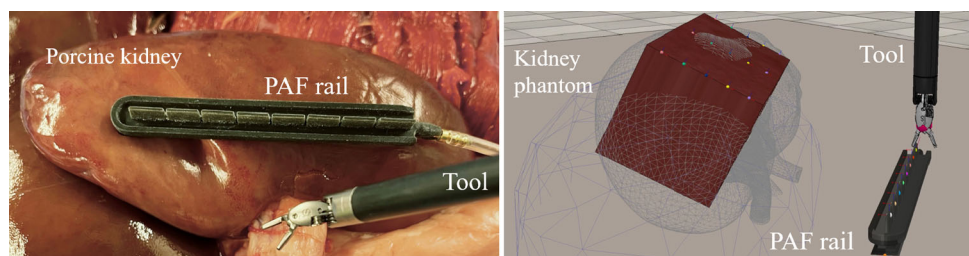 Porcine kidney
PAF rail
Tool
Kidney
phantom
Tool
PAF rail